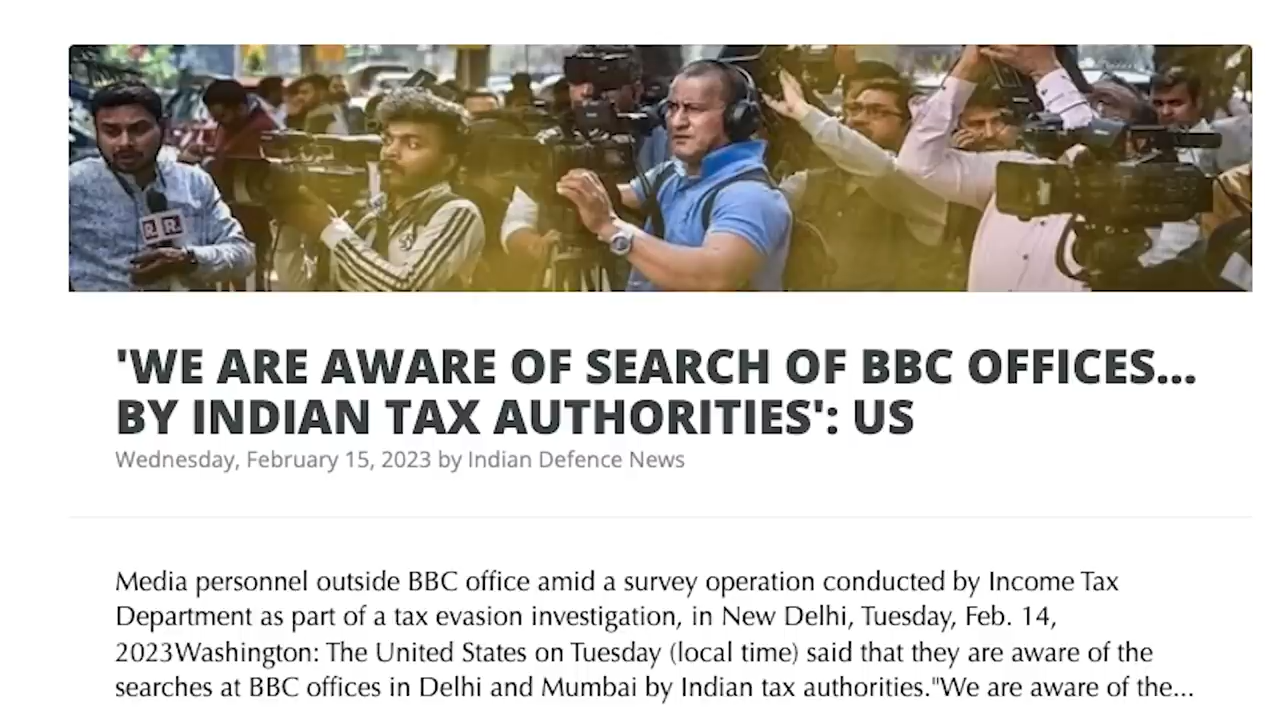 R. R.
'WE ARE AWARE OF SEARCH OF BBC OFFICES...
BY INDIAN TAX AUTHORITIES': US
Wednesday, February 15, 2023 by Indian Defence News
Media personnel outside BBC office amid a survey operation conducted by Income Tax
Department as part of a tax evasion investigation, in New Delhi, Tuesday, Feb. 14,
2023Washington: The United States on Tuesday (local time) said that they are aware of the
searches at BBC offices in Delhi and Mumbai by Indian tax authorities."We are aware of the...